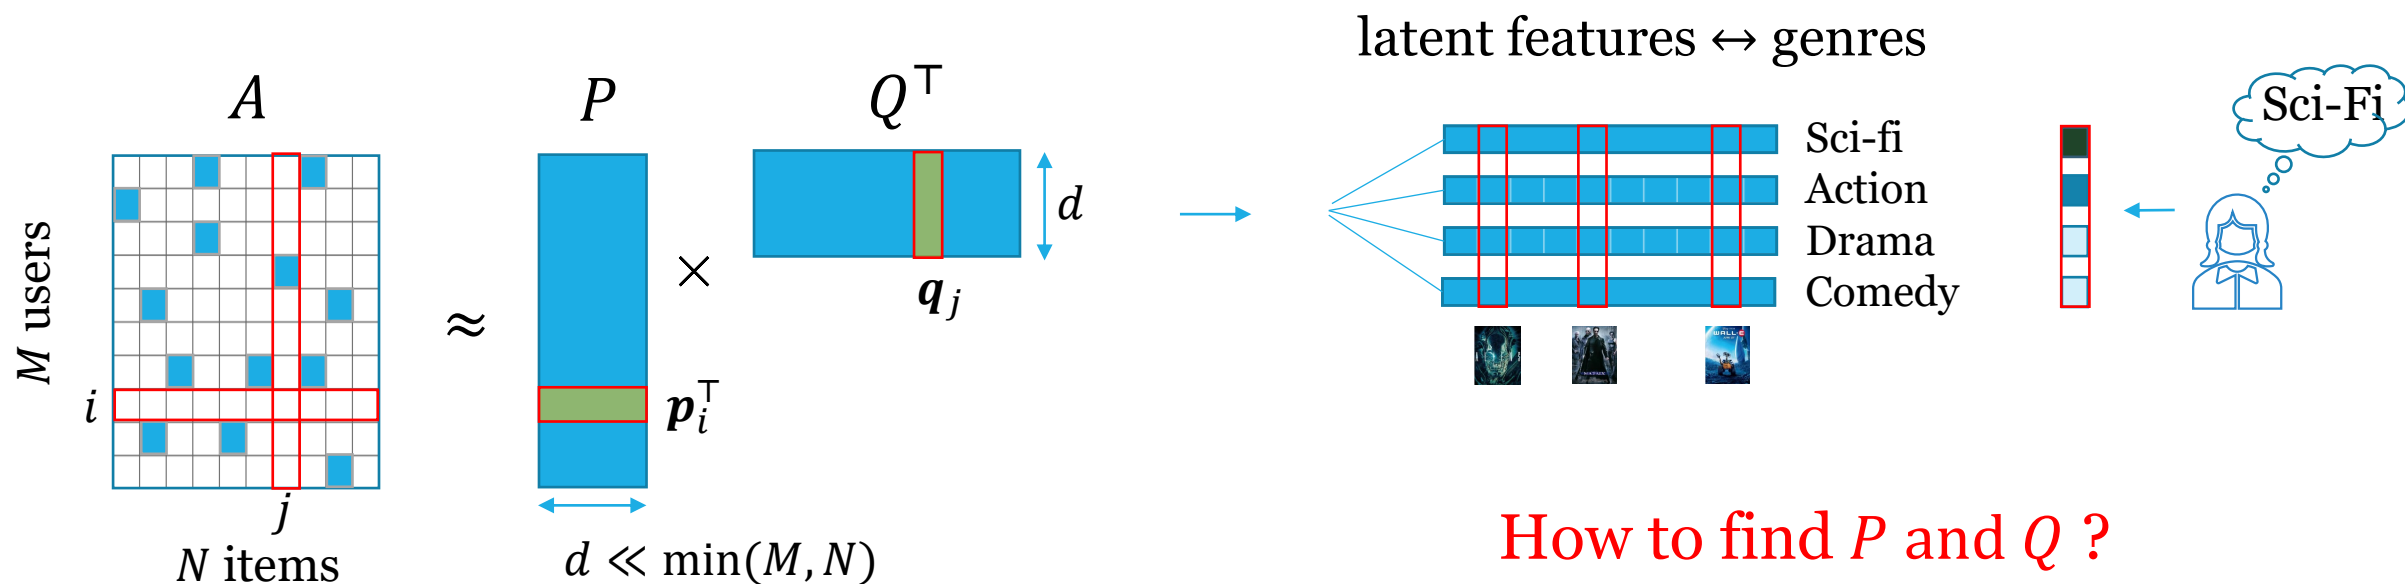 latent features ↔ genres
A
P
Q⊤
Sci-Fi
Sci-fi
Action
Drama
Comedy
M users
d
×
q_j
≈
i
p_i⊤
WALL·E
j
N items
d ≪ min(M, N)
How to find P and Q ?